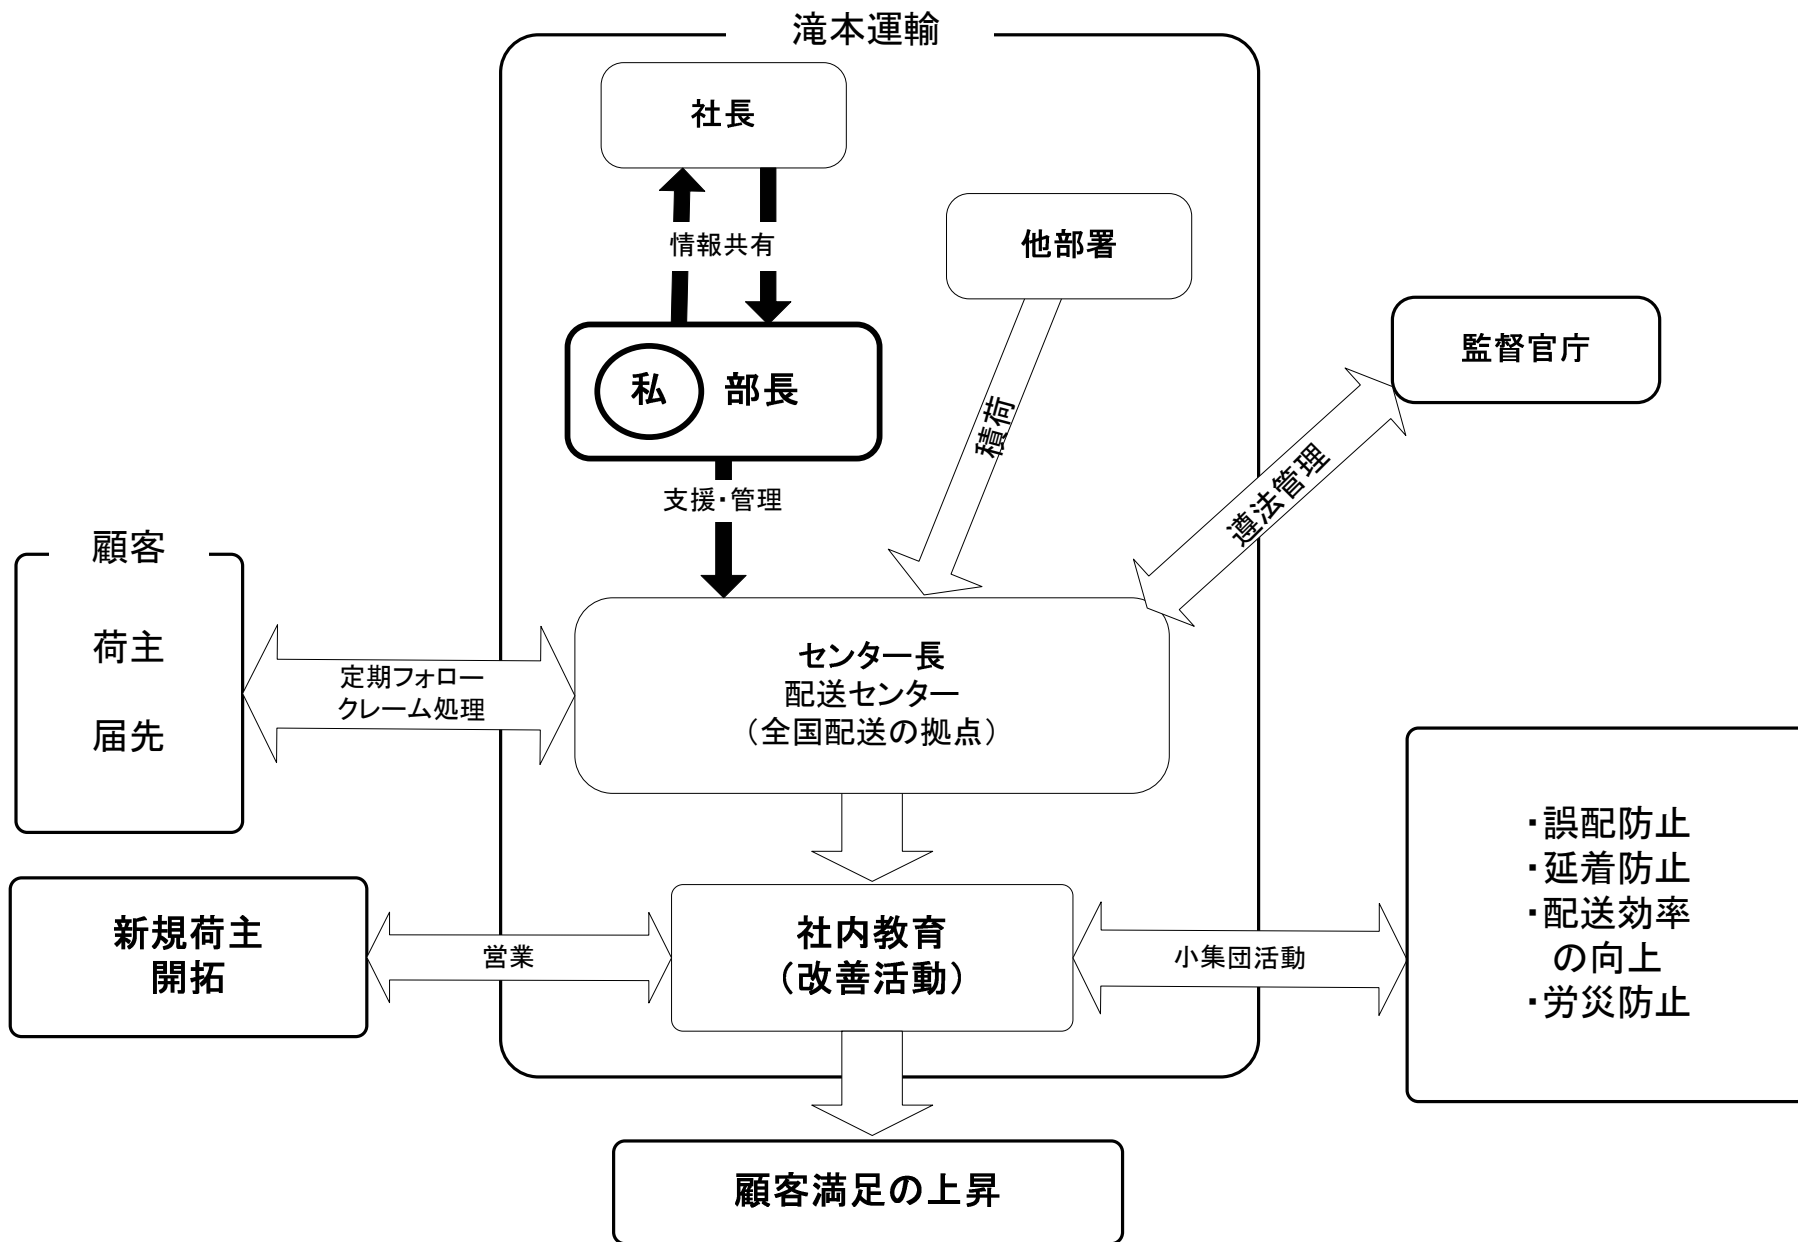 滝本運輸
社長
情報共有
他部署
私 部長
監督官庁
積荷
遵法管理
支援・管理
顧客
荷主
届先
定期フォロー
クレーム処理
センター長
配送センター
（全国配送の拠点）
・誤配防止
・延着防止
・配送効率
の向上
・労災防止
新規荷主
開拓
営業
社内教育
（改善活動）
小集団活動
顧客満足の上昇